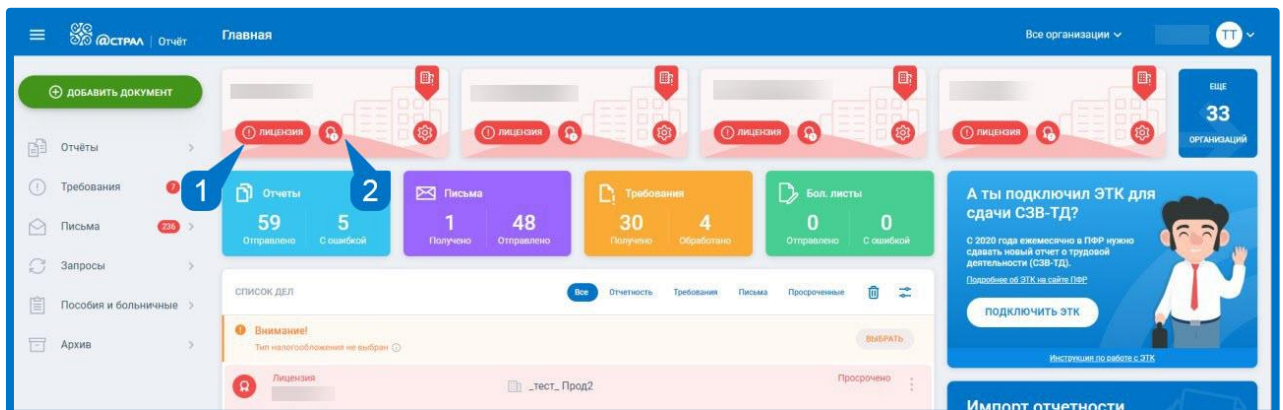 @СТРАЛ | Отчёт
Главная
Все организации
ТТ
ДОБАВИТЬ ДОКУМЕНТ
Отчёты
Требования 7
Письма 236
Запросы
Пособия и больничные
Архив
ЛИЦЕНЗИЯ
ЛИЦЕНЗИЯ
ЛИЦЕНЗИЯ
ЛИЦЕНЗИЯ
ЕЩЕ
33
ОРГАНИЗАЦИЙ
1
2
Отчеты
59 5
Отправлено С ошибкой
Письма
1 48
Получено Отправлено
Требования
30 4
Получено Обработано
Бол. листы
0 0
Отправлено С ошибкой
СПИСОК ДЕЛ
Все Отчетность Требования Письма Просроченные
Внимание!
Тип налогообложения не выбран
ВЫБРАТЬ
Лицензия
_тест_ Прод2
Просрочено
А ты подключил ЭТК для
сдачи СЗВ-ТД?
С 2020 года ежемесячно в ПФР нужно
сдавать новый отчет о трудовой
деятельности (СЗВ-ТД).
Подробнее об ЭТК на сайте ПФР
ПОДКЛЮЧИТЬ ЭТК
Инструкция по работе с ЭТК
Импорт отчетности